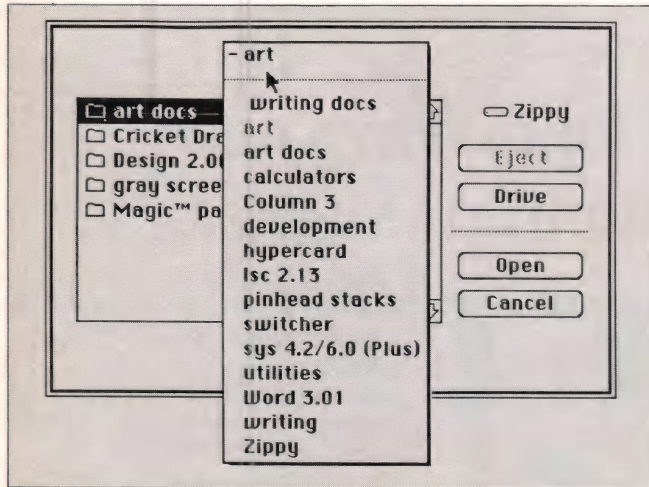 - art
writing docs
art
art docs
calculators
Column 3
development
hypercard
lsc 2.13
pinhead stacks
switcher
sys 4.2/6.0 (Plus)
utilities
Word 3.01
writing
Zippy
art docs
Cricket Dra
Design 2.0
gray scree
Magic™ pa
Zippy
Eject
Drive
Open
Cancel